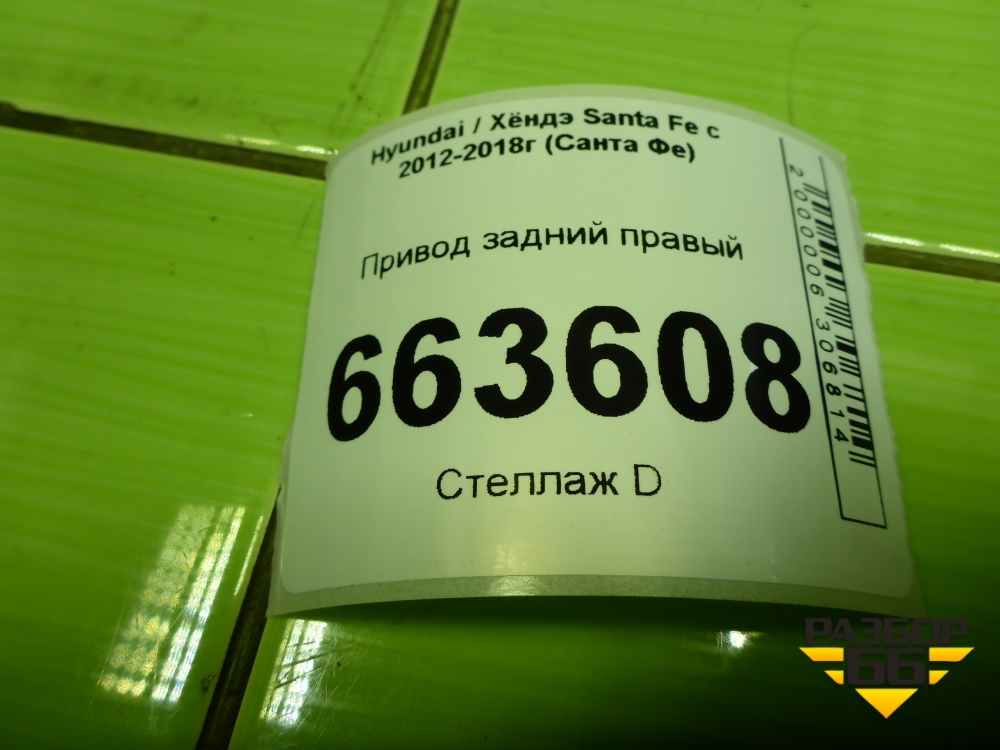 Hyundai / Хёндэ Santa Fe с
2012-2018г (Санта Фе)
Привод задний правый
663608
Стеллаж D
2000006306814
РАЗБОР
66